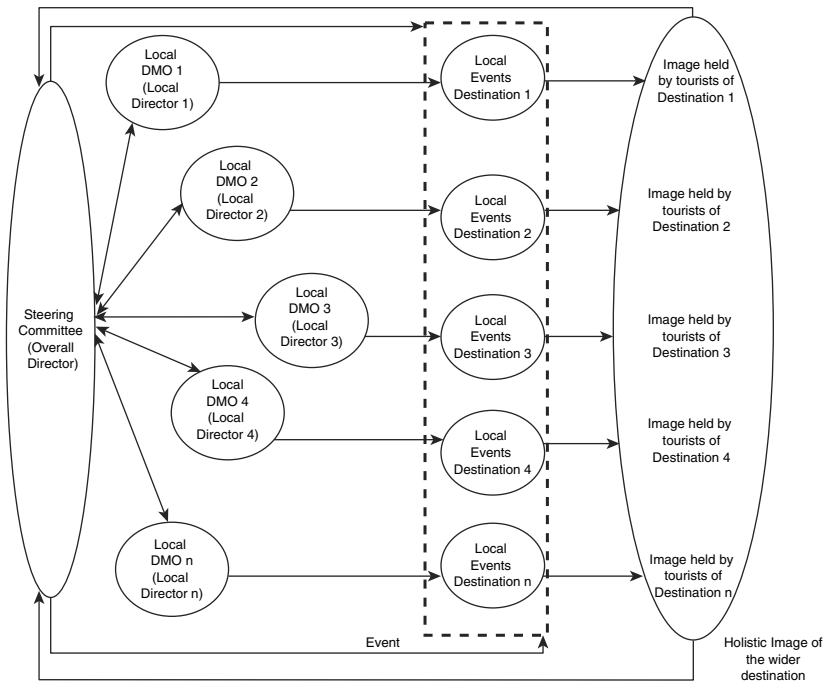 Local
DMO 1
(Local
Director 1)
Local
Events
Destination 1
Image held
by tourists of
Destination 1
Local
DMO 2
(Local
Director 2)
Local
Events
Destination 2
Image held by
tourists of
Destination 2
Steering
Committee
(Overall
Director)
Local
DMO 3
(Local
Director 3)
Local
Events
Destination 3
Image held by
tourists of
Destination 3
Local
DMO 4
(Local
Director 4)
Local
Events
Destination 4
Image held by
tourists of
Destination 4
Local
DMO n
(Local
Director n)
Local
Events
Destination n
Image held by
tourists of
Destination n
Event
Holistic Image of
the wider
destination